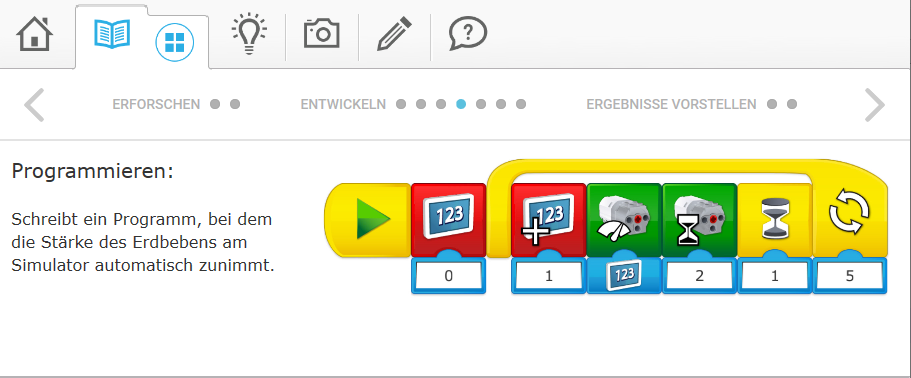 ERFORSCHEN ENTWICKELN ERGEBNISSE VORSTELLEN
Programmieren:
Schreibt ein Programm, bei dem
die Stärke des Erdbebens am
Simulator automatisch zunimmt.
123 123
0 1 123 2 1 5